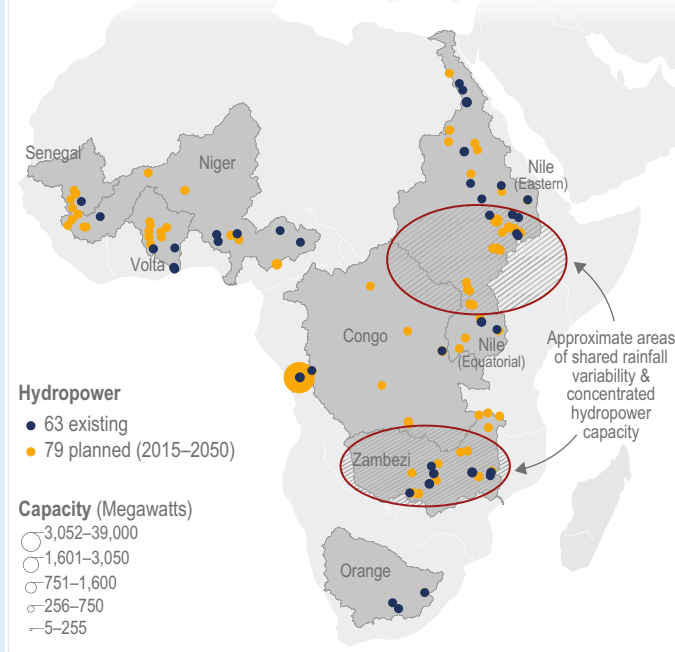 Senegal
Niger
Nile
(Eastern)
Volta
Congo
Nile
(Equatorial)
Approximate areas
of shared rainfall
variability &
concentrated
hydropower
capacity
Hydropower
63 existing
79 planned (2015–2050)
Zambezi
Capacity (Megawatts)
3,052–39,000
1,601–3,050
751–1,600
256–750
5–255
Orange